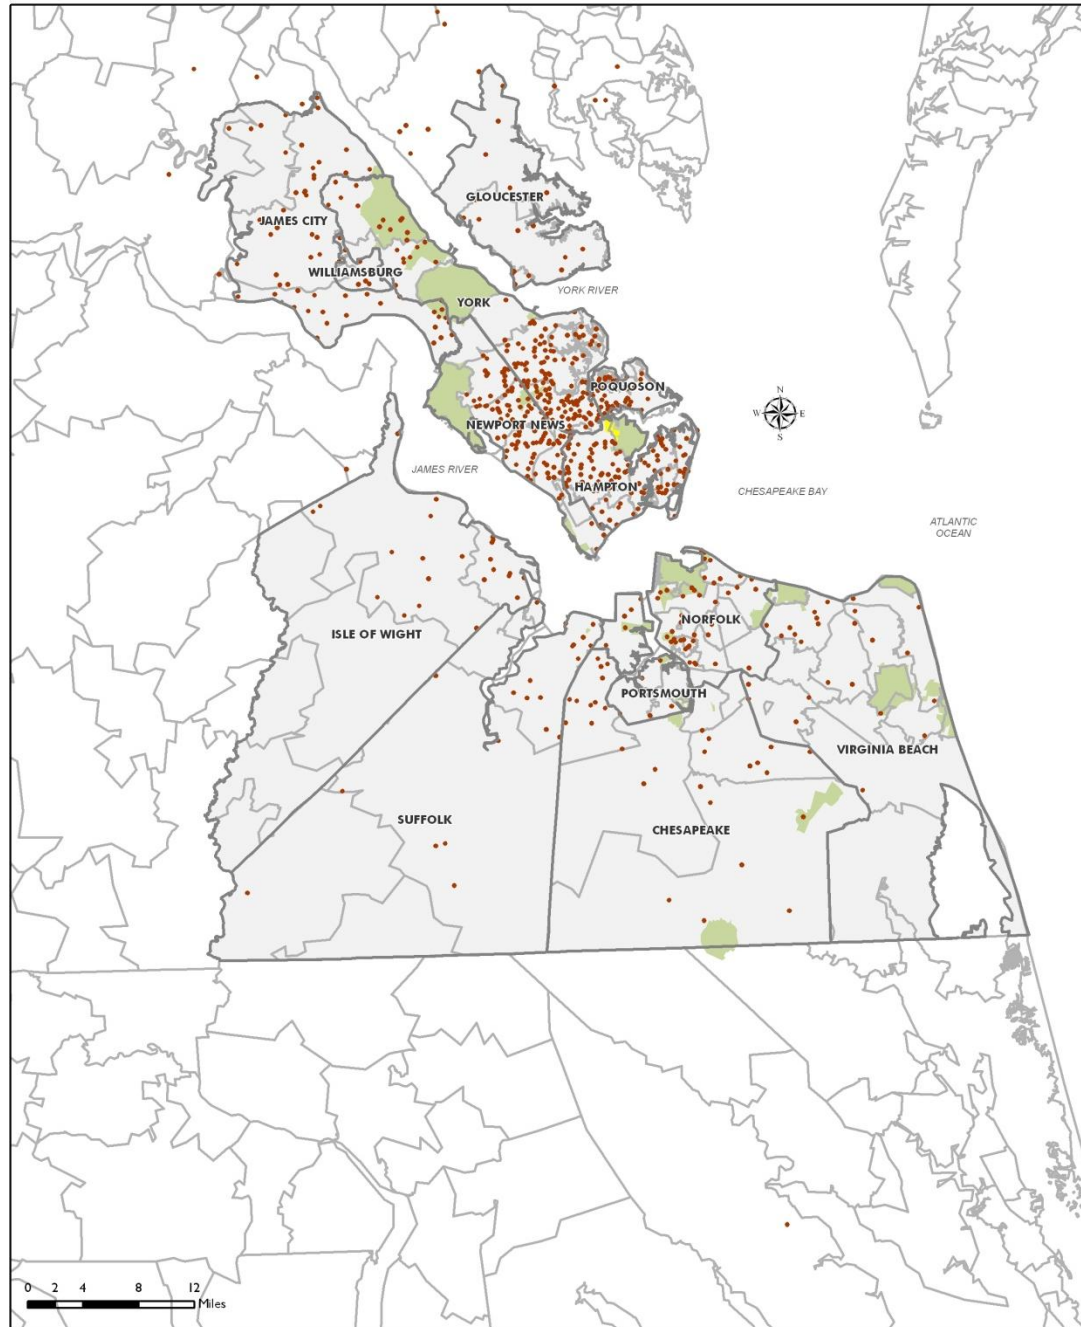 GLOUCESTER
JAMES CITY
WILLIAMSBURG
YORK
YORK RIVER
POQUOSON
N
W E
S
NEWPORT NEWS
JAMES RIVER
HAMPTON
CHESAPEAKE BAY
ATLANTIC
OCEAN
NORFOLK
ISLE OF WIGHT
PORTSMOUTH
VIRGINIA BEACH
SUFFOLK
CHESAPEAKE
0 2 4 8 12
Miles